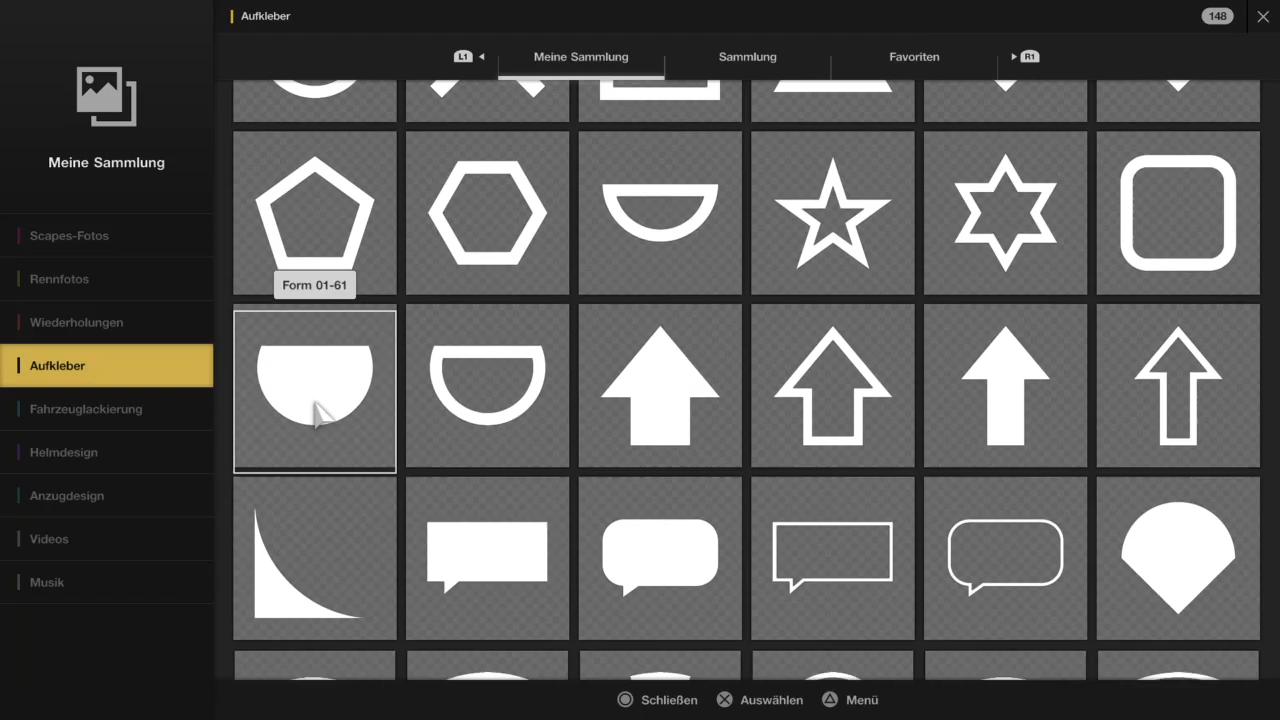 Aufkleber
148
L1
Meine Sammlung
Sammlung
Favoriten
R1
Meine Sammlung
Scapes-Fotos
Rennfotos
Wiederholungen
Aufkleber
Fahrzeuglackierung
Helmdesign
Anzugdesign
Videos
Musik
Form 01-61
Schließen
Auswählen
Menü